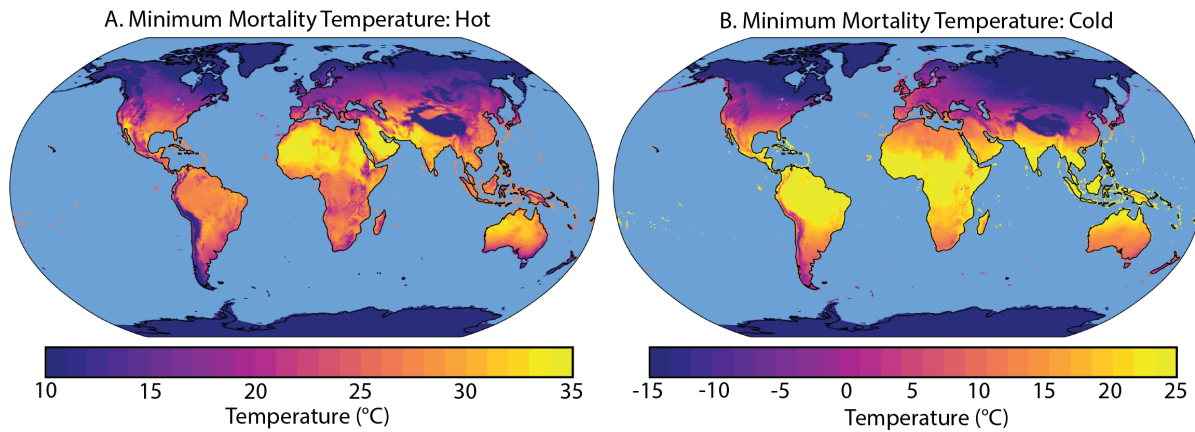 A. Minimum Mortality Temperature: Hot
B. Minimum Mortality Temperature: Cold
10 15 20 25 30 35
Temperature (°C)
-15 -10 -5 0 5 10 15 20 25
Temperature (°C)